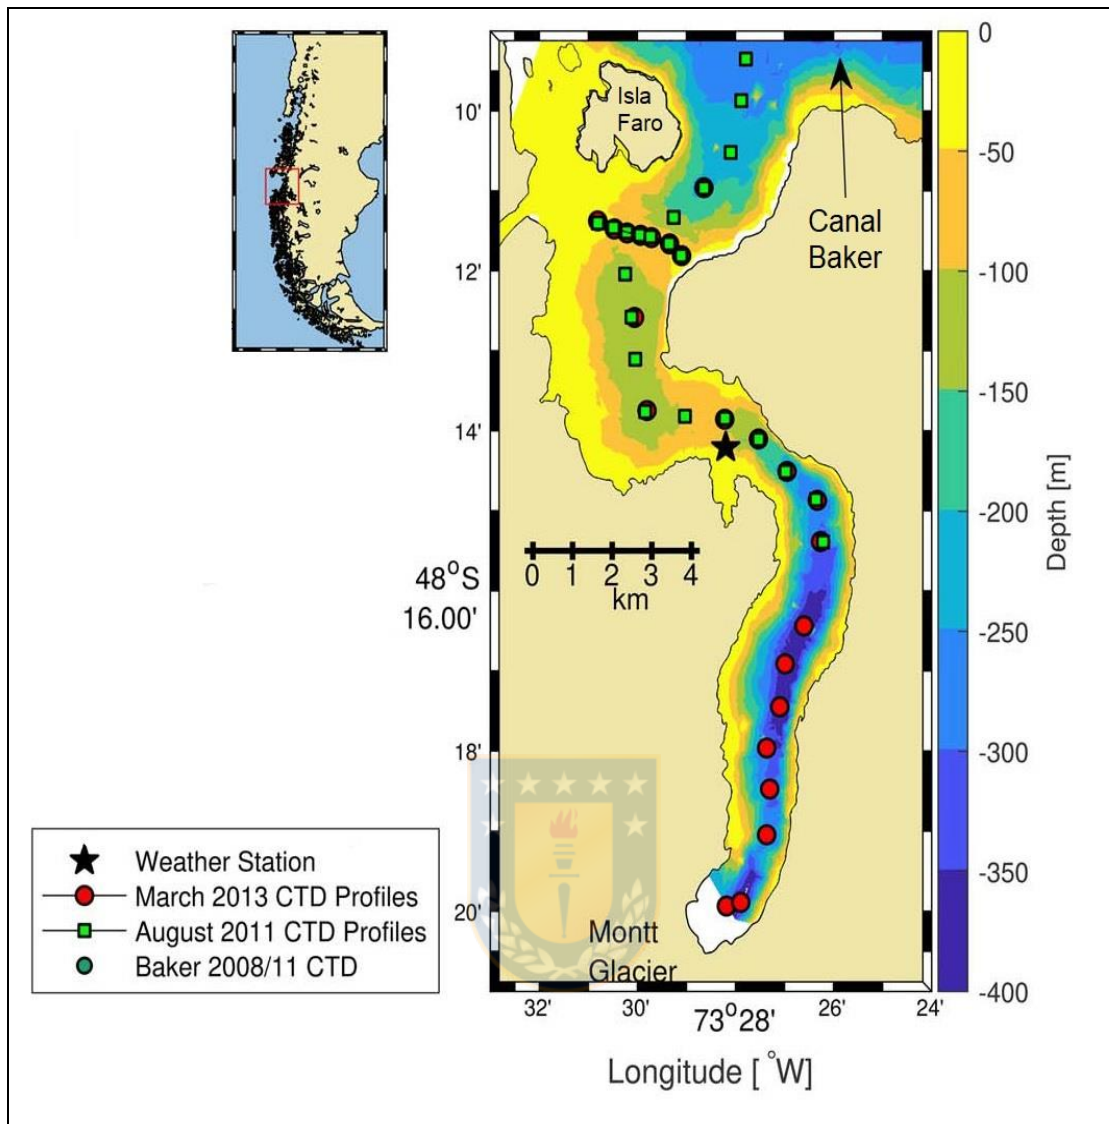 Isla
Faro
Canal
Baker
10'
12'
14'
48°S
16.00'
18'
20'
0 1 2 3 4
km
Montt
Glacier
32' 30' 73°28' 26' 24'
Longitude [ °W]
0
-50
-100
-150
-200
-250
-300
-350
-400
Depth [m]
Weather Station
March 2013 CTD Profiles
August 2011 CTD Profiles
Baker 2008/11 CTD